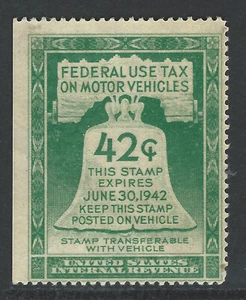 FEDERAL USE TAX
ON MOTOR VEHICLES
42¢
THIS STAMP
EXPIRES
JUNE 30, 1942
KEEP THIS STAMP
POSTED ON VEHICLE
STAMP TRANSFERABLE
WITH VEHICLE
UNITED STATES
INTERNAL REVENUE